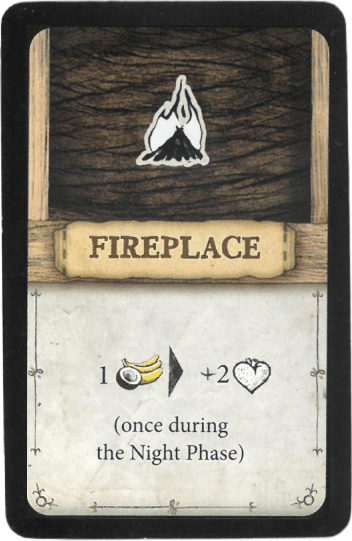 FIREPLACE
1 +2
(once during
the Night Phase)